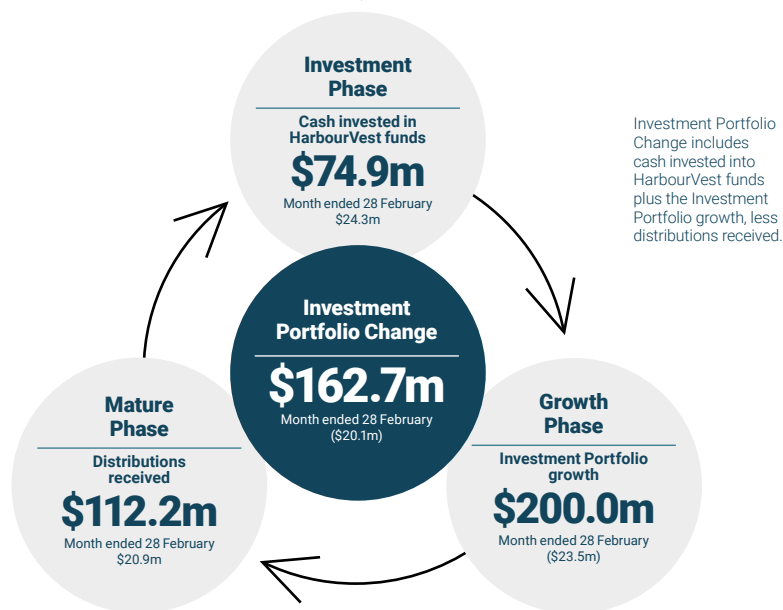 Investment
Phase
Cash invested in
HarbourVest funds
$74.9m
Month ended 28 February
$24.3m
Investment Portfolio
Change includes
cash invested into
HarbourVest funds
plus the Investment
Portfolio growth, less
distributions received.
Investment
Portfolio Change
$162.7m
Month ended 28 February
($20.1m)
Mature
Phase
Distributions
received
$112.2m
Month ended 28 February
$20.9m
Growth
Phase
Investment Portfolio
growth
$200.0m
Month ended 28 February
($23.5m)